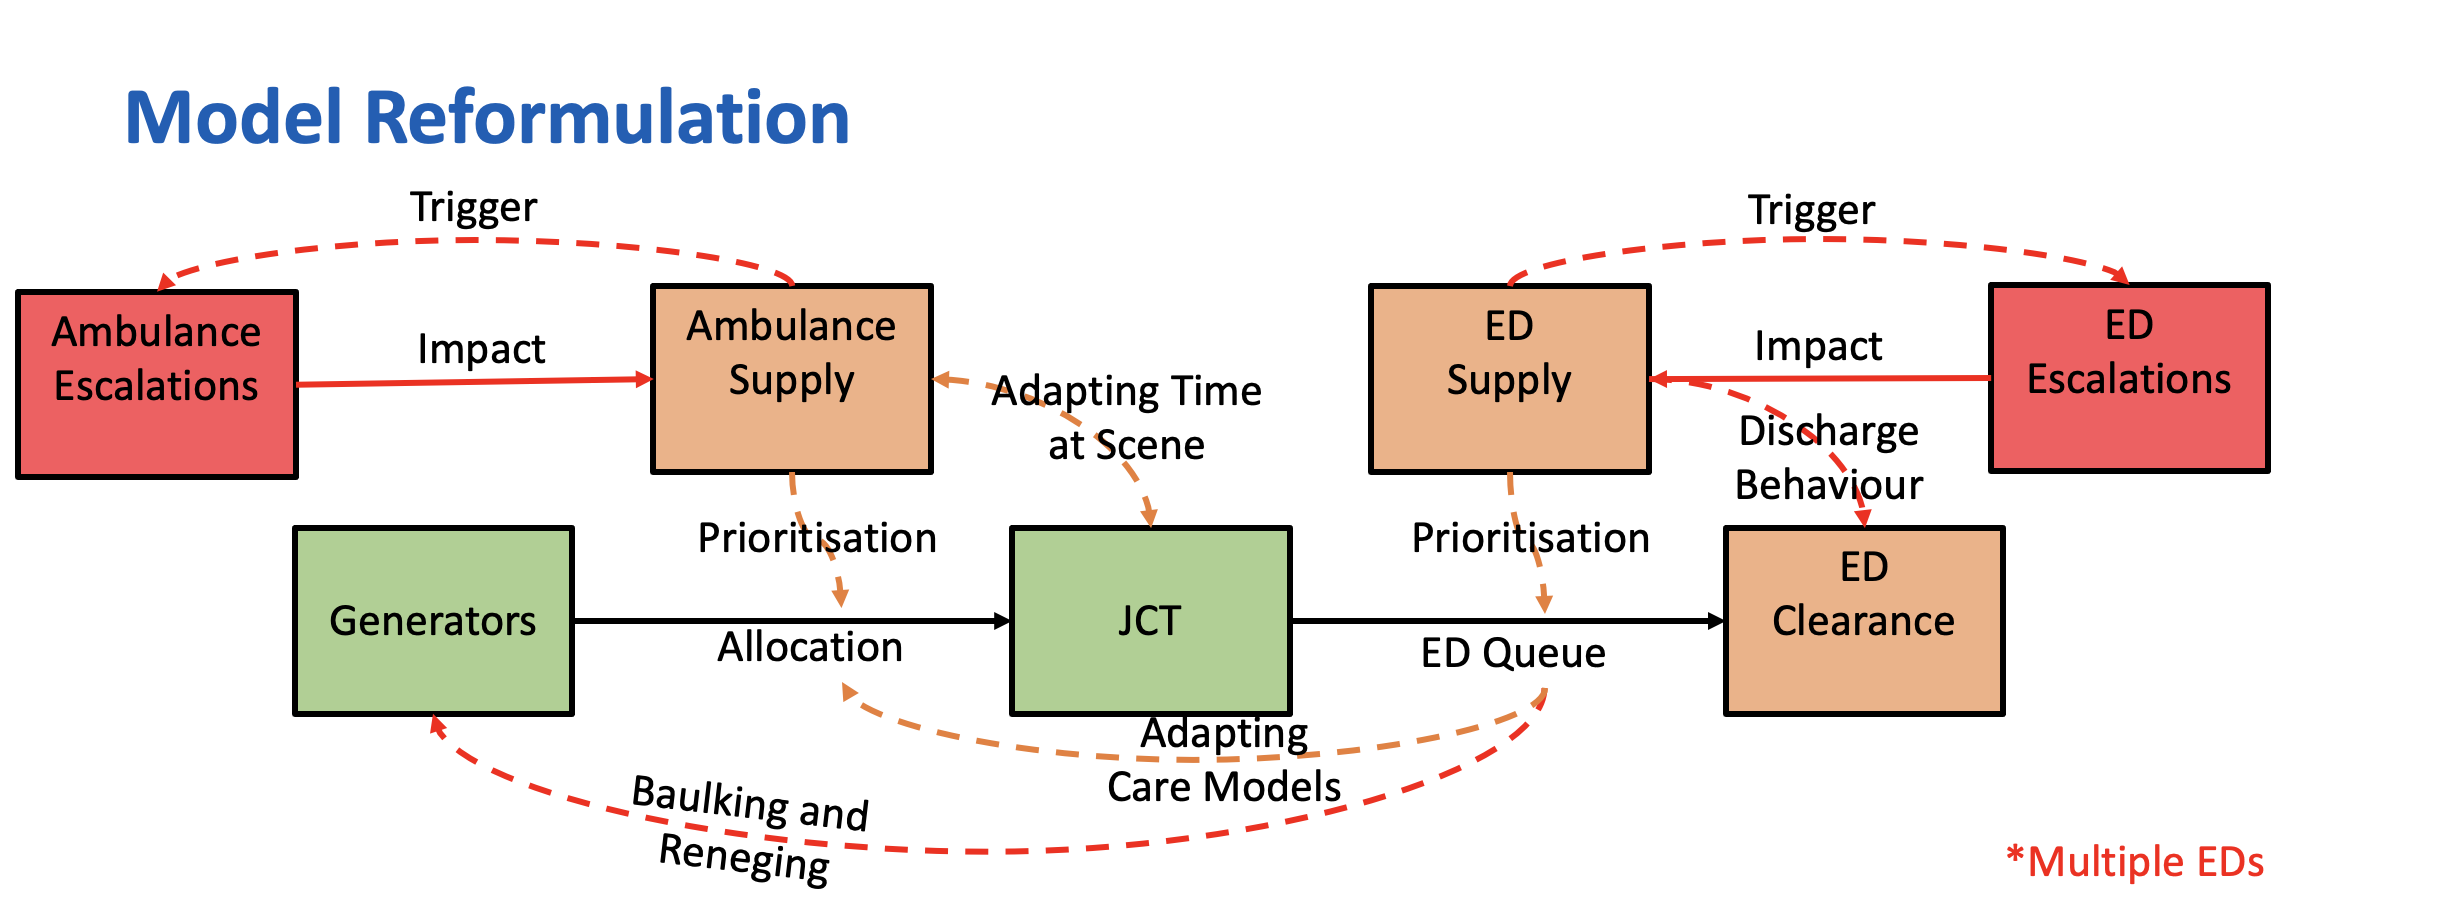 Model Reformulation
Trigger
Trigger
Ambulance
Escalations
Impact
Ambulance
Supply
Adapting Time
at Scene
ED
Supply
Impact
ED
Escalations
Discharge
Behaviour
Prioritisation
Prioritisation
Generators
Allocation
JCT
ED Queue
ED
Clearance
Adapting
Care Models
Baulking and
Reneging
*Multiple EDs